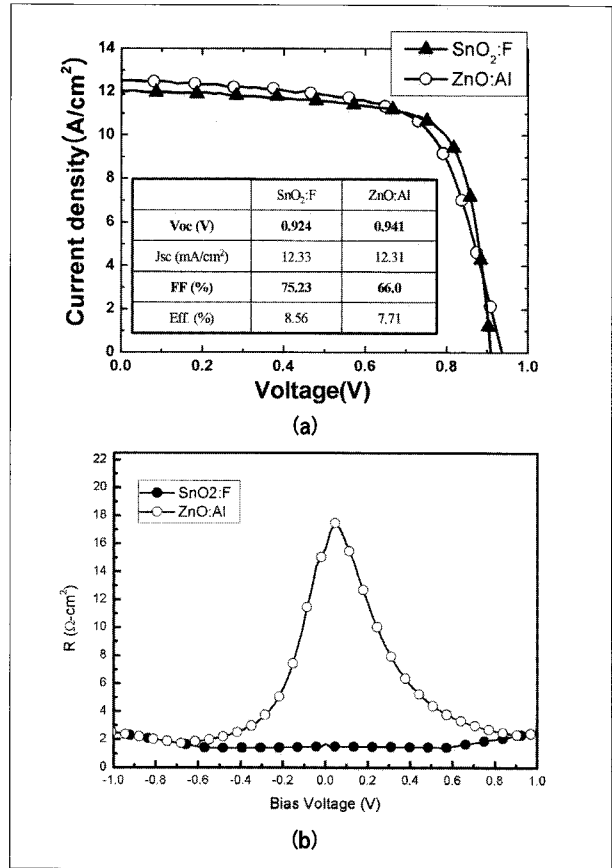 14
12
10
8
6
4
2
0
Current density(A/cm²)
SnO₂:F
ZnO:Al
SnO₂:F ZnO:Al
Voc (V) 0.924 0.941
Jsc (mA/cm²) 12.33 12.31
FF (%) 75.23 66.0
Eff. (%) 8.56 7.71
0.0 0.2 0.4 0.6 0.8 1.0
Voltage(V)
(a)
22
20
18
16
14
12
10
8
6
4
2
0
R (Ω-cm²)
SnO2:F
ZnO:Al
-1.0 -0.8 -0.6 -0.4 -0.2 0.0 0.2 0.4 0.6 0.8 1.0
Bias Voltage (V)
(b)